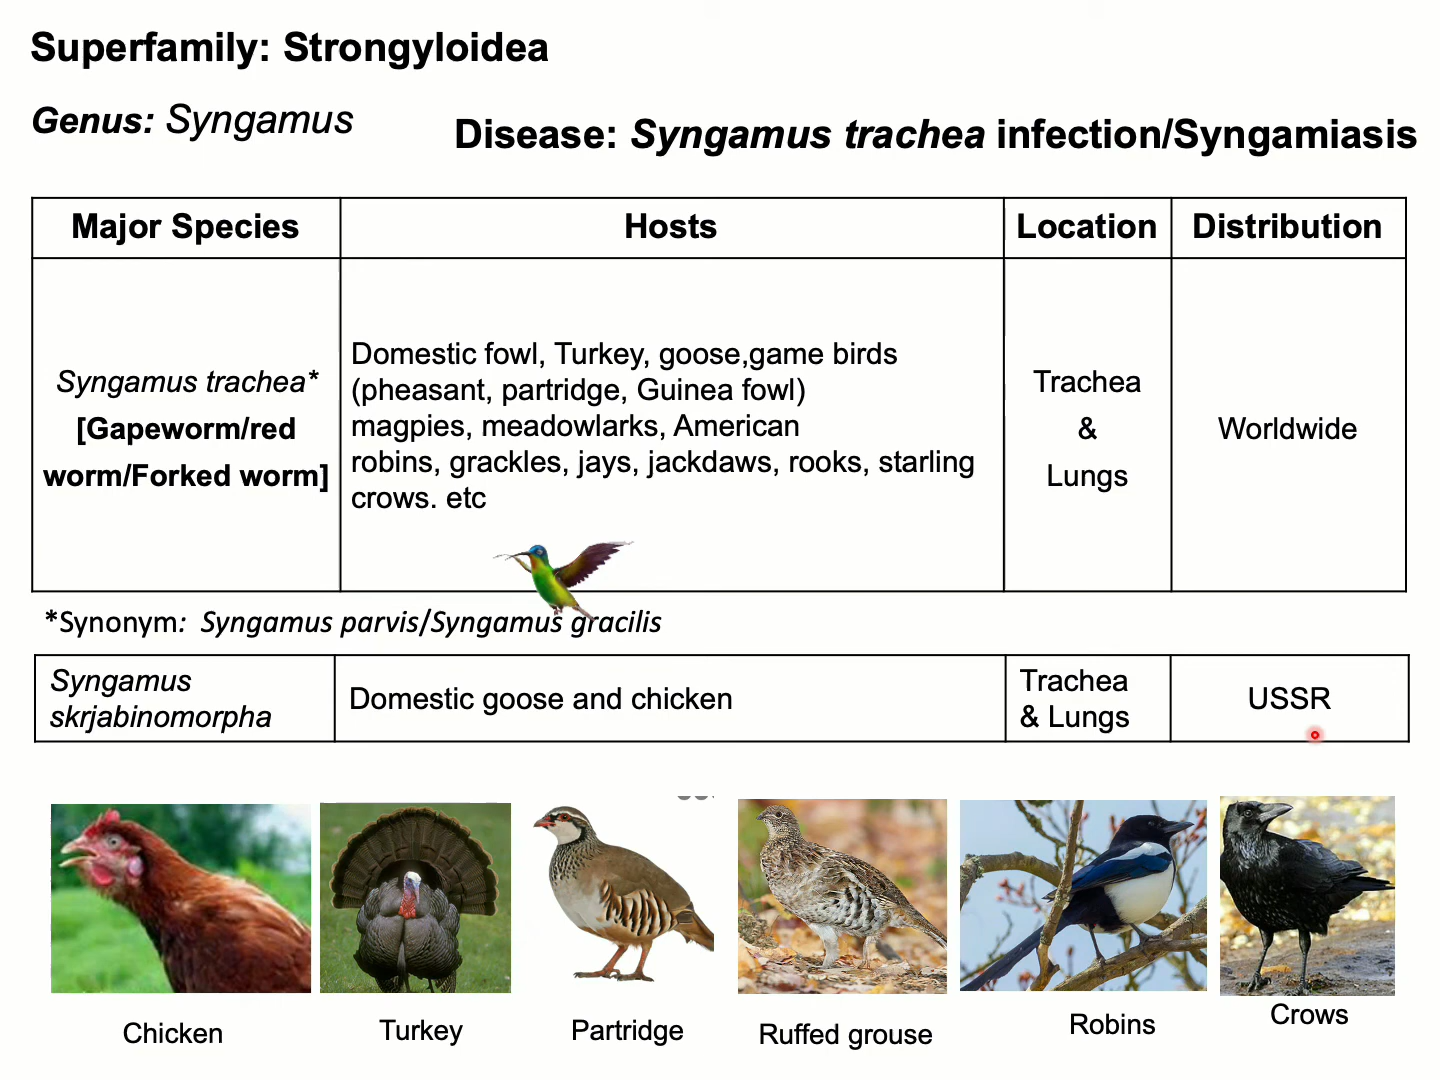 Superfamily: Strongyloidea
Genus: Syngamus
Disease: Syngamus trachea infection/Syngamiasis
Major Species
Hosts
Location
Distribution
Syngamus trachea*
[Gapeworm/red
worm/Forked worm]
Domestic fowl, Turkey, goose,game birds
(pheasant, partridge, Guinea fowl)
magpies, meadowlarks, American
robins, grackles, jays, jackdaws, rooks, starling
crows. etc
Trachea
&
Lungs
Worldwide
*Synonym: Syngamus parvis/Syngamus gracilis
Syngamus
skrjabinomorpha
Domestic goose and chicken
Trachea
& Lungs
USSR
Chicken
Turkey
Partridge
Ruffed grouse
Robins
Crows